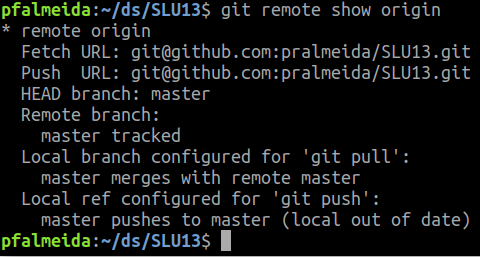 pfalmeida:~/ds/SLU13$ git remote show origin
* remote origin
  Fetch URL: git@github.com:pralmeida/SLU13.git
  Push  URL: git@github.com:pralmeida/SLU13.git
  HEAD branch: master
  Remote branch:
    master tracked
  Local branch configured for 'git pull':
    master merges with remote master
  Local ref configured for 'git push':
    master pushes to master (local out of date)
pfalmeida:~/ds/SLU13$